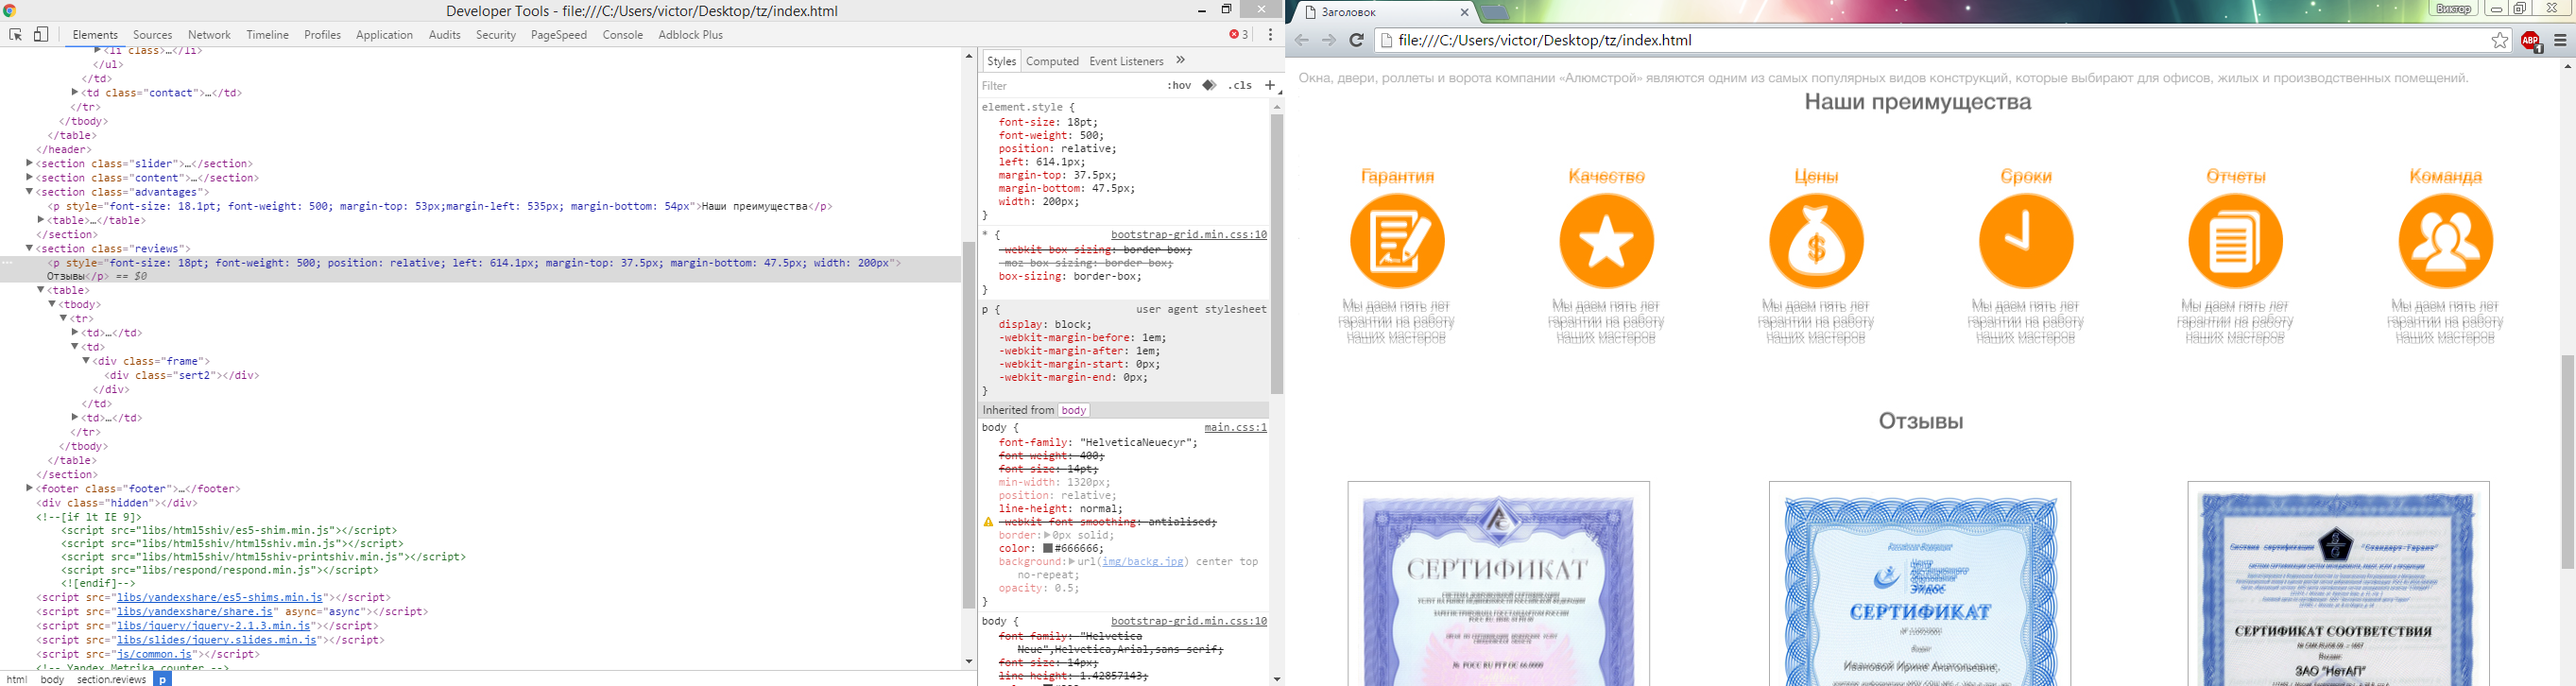 Developer Tools - file:///C:/Users/victor/Desktop/tz/index.html
Elements Sources Network Timeline Profiles Application Audits Security PageSpeed Console Adblock Plus 3
<li class>…</li>
</ul>
</td>
<td class="contact">…</td>
</tr>
</tbody>
</table>
</header>
<section class="slider">…</section>
<section class="content">…</section>
<section class="advantages">
<p style="font-size: 18.1pt; font-weight: 500; margin-top: 53px;margin-left: 535px; margin-bottom: 54px">Наши преимущества</p>
<table>…</table>
</section>
<section class="reviews">
<p style="font-size: 18pt; font-weight: 500; position: relative; left: 614.1px; margin-top: 37.5px; margin-bottom: 47.5px; width: 200px">
Отзывы</p> == $0
<table>
<tbody>
<tr>
<td>…</td>
<td>
<div class="frame">
<div class="sert2"></div>
</div>
</td>
<td>…</td>
</tr>
</tbody>
</table>
</section>
<footer class="footer">…</footer>
<div class="hidden"></div>
<!--[if lt IE 9]>
<script src="libs/html5shiv/es5-shim.min.js"></script>
<script src="libs/html5shiv/html5shiv.min.js"></script>
<script src="libs/html5shiv/html5shiv-printshiv.min.js"></script>
<script src="libs/respond/respond.min.js"></script>
<![endif]-->
<script src="libs/yandexshare/es5-shims.min.js"></script>
<script src="libs/yandexshare/share.js" async="async"></script>
<script src="libs/jquery/jquery-2.1.3.min.js"></script>
<script src="libs/slides/jquery.slides.min.js"></script>
<script src="js/common.js"></script>
<!-- Yandex.Metrika counter -->
html body section.reviews p
Styles Computed Event Listeners »
Filter :hov .cls +
element.style {
font-size: 18pt;
font-weight: 500;
position: relative;
left: 614.1px;
margin-top: 37.5px;
margin-bottom: 47.5px;
width: 200px;
}
* { bootstrap-grid.min.css:10
-webkit-box-sizing: border-box;
-moz-box-sizing: border-box;
box-sizing: border-box;
}
p { user agent stylesheet
display: block;
-webkit-margin-before: 1em;
-webkit-margin-after: 1em;
-webkit-margin-start: 0px;
-webkit-margin-end: 0px;
}
Inherited from body
body { main.css:1
font-family: "HelveticaNeuecyr";
font-weight: 400;
font-size: 14pt;
min-width: 1320px;
position: relative;
line-height: normal;
-webkit-font-smoothing: antialised;
border: 0px solid;
color: #666666;
background: url(img/backg.jpg) center top
no-repeat;
opacity: 0.5;
}
body { bootstrap-grid.min.css:10
font-family: "Helvetica
Neue",Helvetica,Arial,sans-serif;
font-size: 14px;
line-height: 1.42857143;
Заголовок
Виктор
file:///C:/Users/victor/Desktop/tz/index.html
ABP 1
Окна, двери, роллеты и ворота компании «Алюмстрой» являются одним из самых популярных видов конструкций, которые выбирают для офисов, жилых и производственных помещений.
Наши преимущества
Гарантия Качество Цены Сроки Отчеты Команда
$
Мы даем пять лет гарантии на работу наших мастеров
Мы даем пять лет гарантии на работу наших мастеров
Мы даем пять лет гарантии на работу наших мастеров
Мы даем пять лет гарантии на работу наших мастеров
Мы даем пять лет гарантии на работу наших мастеров
Мы даем пять лет гарантии на работу наших мастеров
Отзывы
СЕРТИФИКАТ
Российская Федерация
ЭЙДОС
СЕРТИФИКАТ
Ивановой Ирине Анатольевне,
Система сертификации "Стандарт-Гарант"
СЕРТИФИКАТ СООТВЕТСТВИЯ
ЗАО "НетАП"